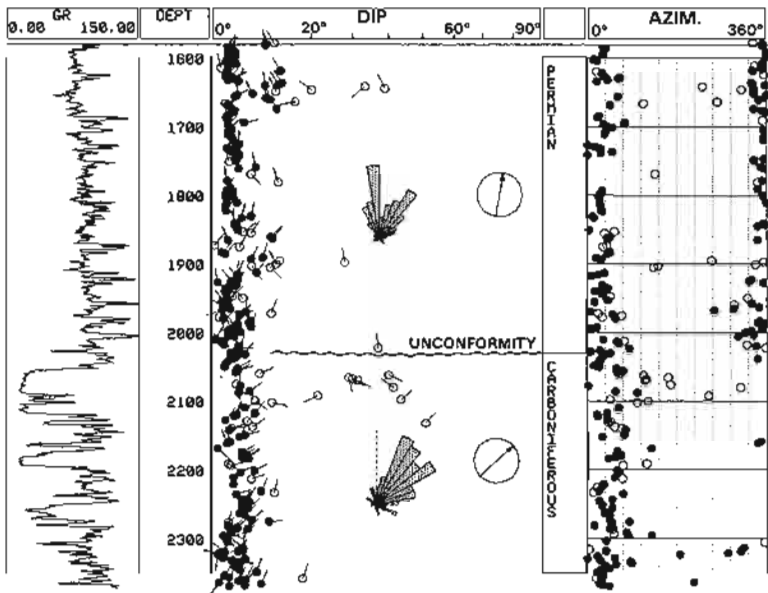 GR DEPT DIP AZIM.
0.00 150.00 0° 20° 60° 90° 0° 360°
1600
1700
1800
1900
2000
2100
2200
2300
PERMIAN
UNCONFORMITY
CARBONIFEROUS